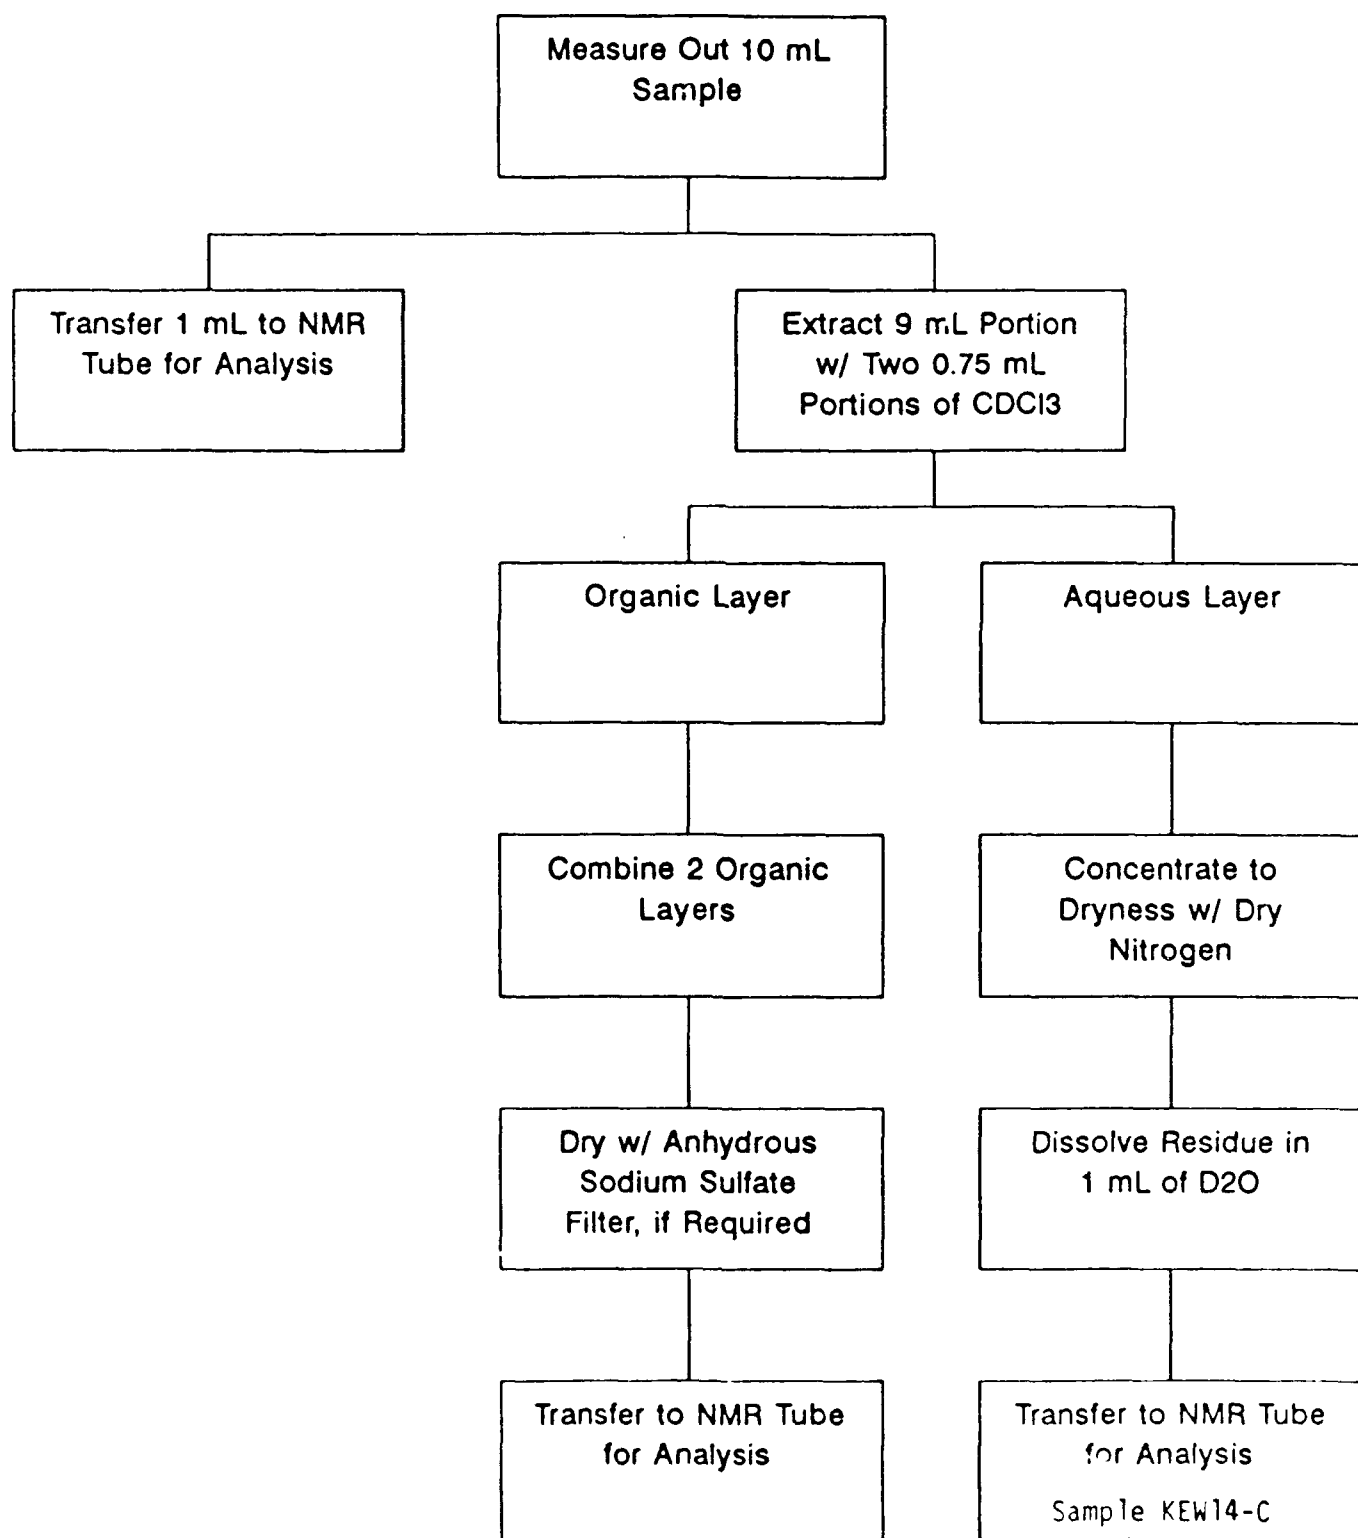 Measure Out 10 mL
Sample
Transfer 1 mL to NMR
Tube for Analysis
Extract 9 mL Portion
w/ Two 0.75 mL
Portions of CDCl3
Organic Layer
Aqueous Layer
Combine 2 Organic
Layers
Concentrate to
Dryness w/ Dry
Nitrogen
Dry w/ Anhydrous
Sodium Sulfate
Filter, if Required
Dissolve Residue in
1 mL of D2O
Transfer to NMR Tube
for Analysis
Transfer to NMR Tube
for Analysis
Sample KEW14-C